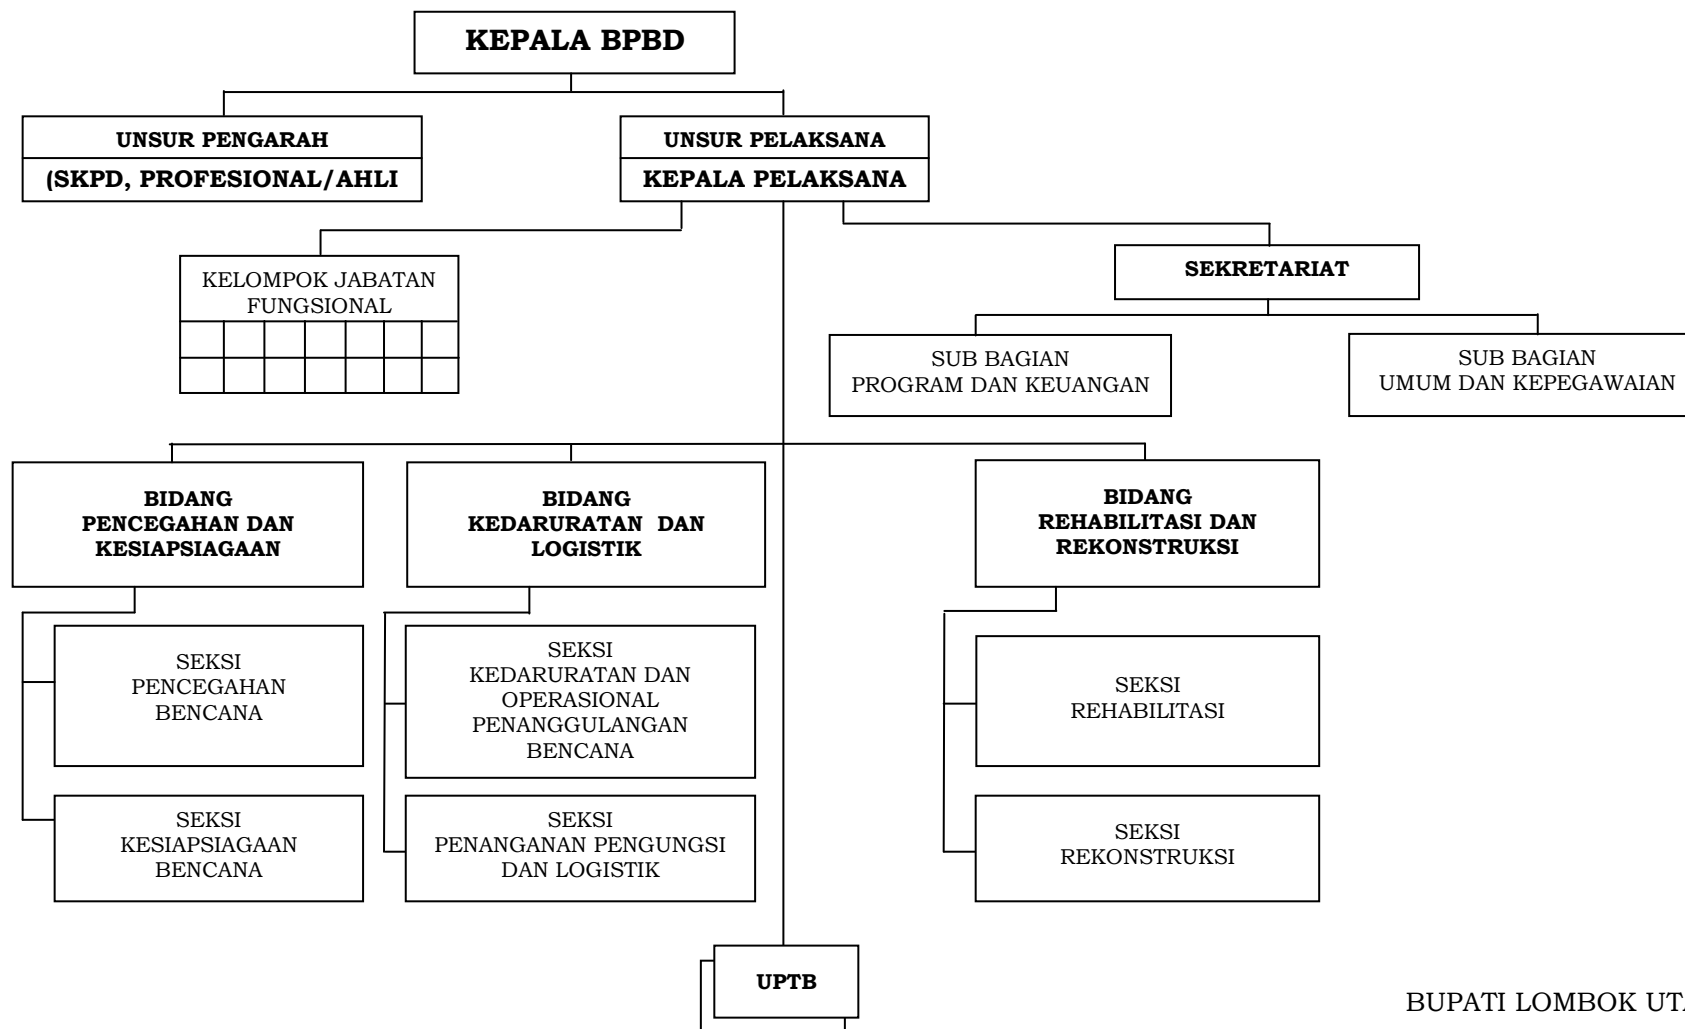 KEPALA BPBD
UNSUR PENGARAH
(SKPD, PROFESIONAL/AHLI
UNSUR PELAKSANA
KEPALA PELAKSANA
KELOMPOK JABATAN
FUNGSIONAL
SEKRETARIAT
SUB BAGIAN
PROGRAM DAN KEUANGAN
SUB BAGIAN
UMUM DAN KEPEGAWAIAN
BIDANG
PENCEGAHAN DAN
KESIAPSIAGAAN
BIDANG
KEDARURATAN DAN
LOGISTIK
BIDANG
REHABILITASI DAN
REKONSTRUKSI
SEKSI
PENCEGAHAN
BENCANA
SEKSI
KEDARURATAN DAN
OPERASIONAL
PENANGGULANGAN
BENCANA
SEKSI
REHABILITASI
SEKSI
KESIAPSIAGAAN
BENCANA
SEKSI
PENANGANAN PENGUNGSI
DAN LOGISTIK
SEKSI
REKONSTRUKSI
UPTB
BUPATI LOMBOK